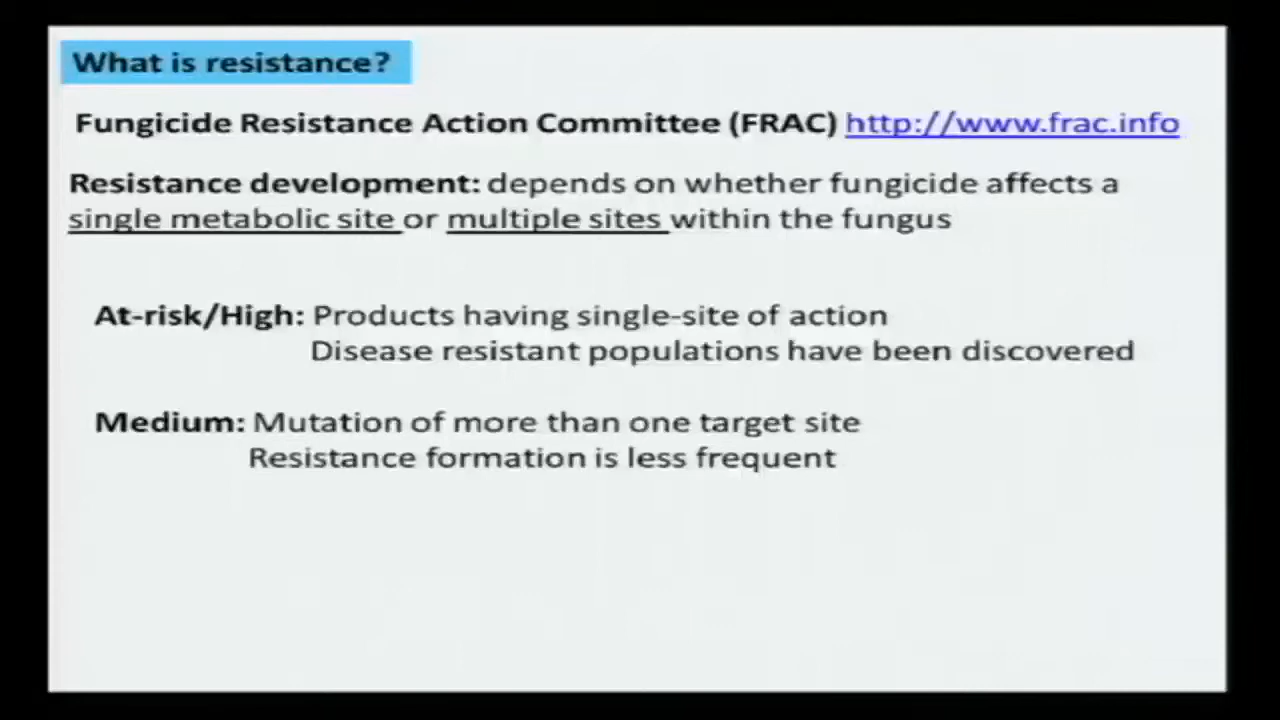 What is resistance?
Fungicide Resistance Action Committee (FRAC) http://www.frac.info
Resistance development: depends on whether fungicide affects a
single metabolic site or multiple sites within the fungus
At-risk/High: Products having single-site of action
Disease resistant populations have been discovered
Medium: Mutation of more than one target site
Resistance formation is less frequent